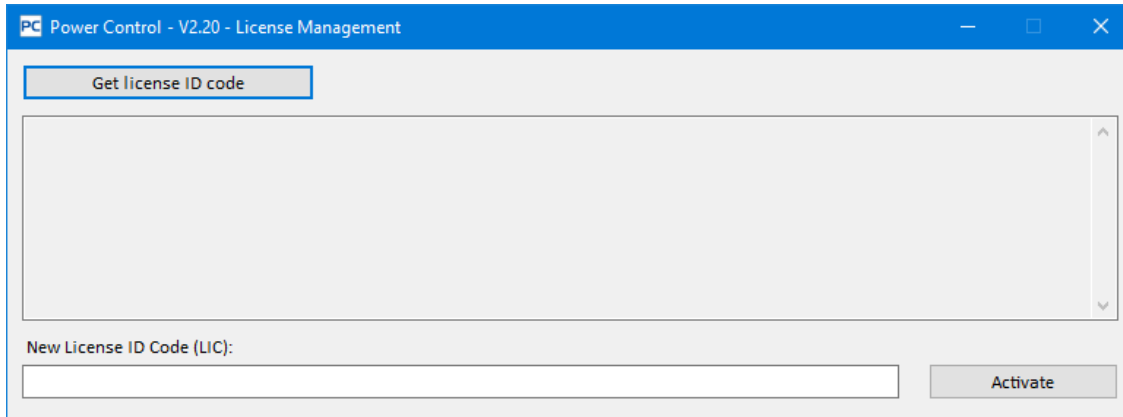 PC Power Control - V2.20 - License Management
Get license ID code
New License ID Code (LIC):
Activate